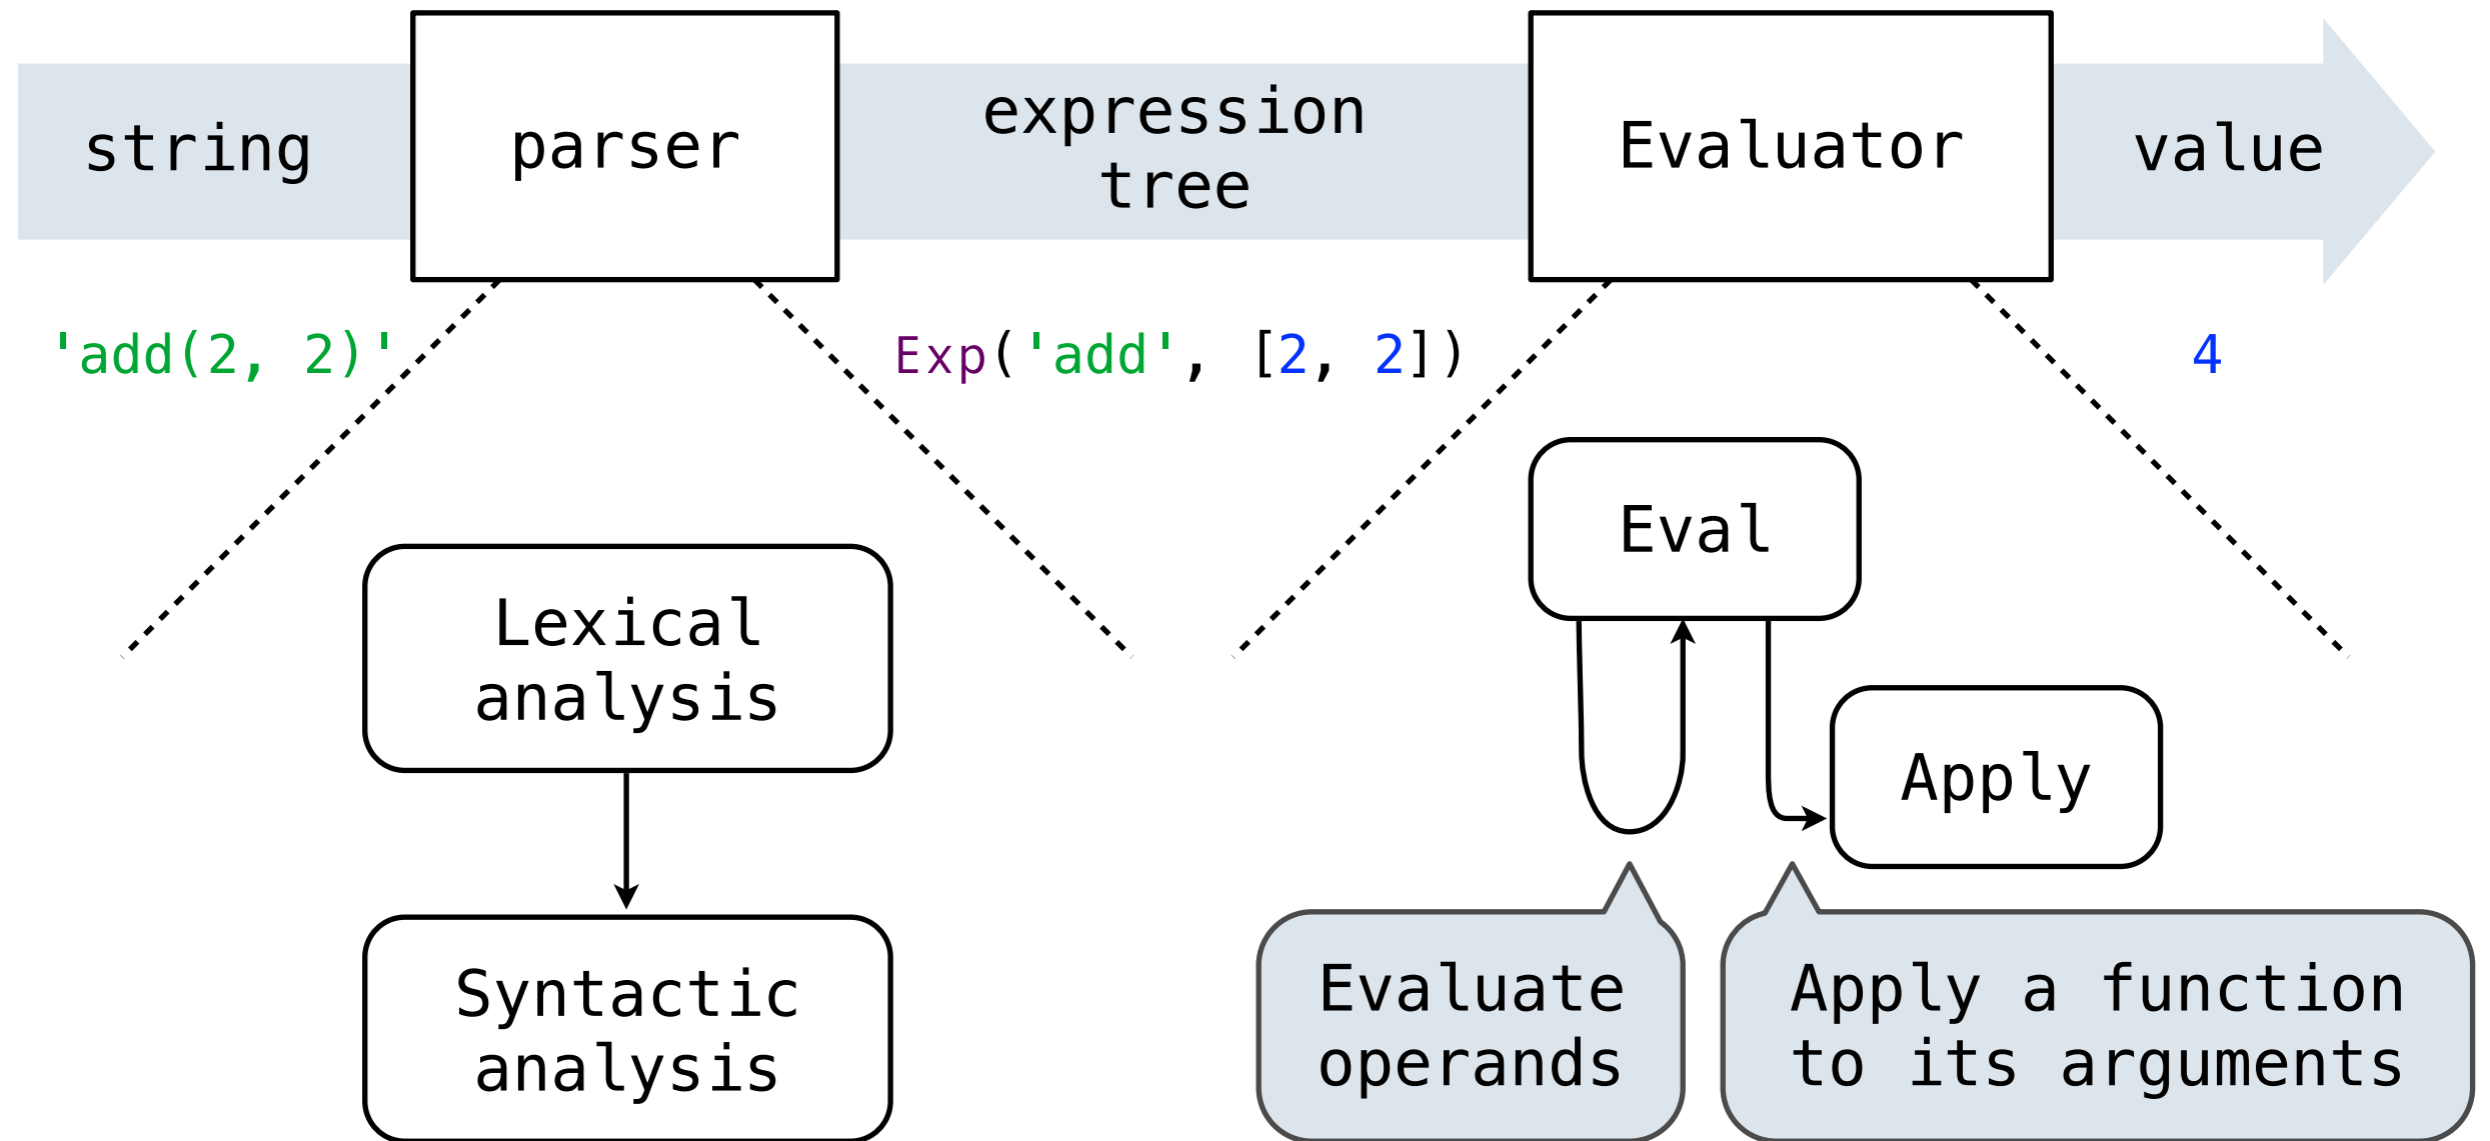 string
parser
expression
tree
Evaluator
value
'add(2, 2)'
Exp('add', [2, 2])
4
Lexical
analysis
Syntactic
analysis
Eval
Apply
Evaluate
operands
Apply a function
to its arguments